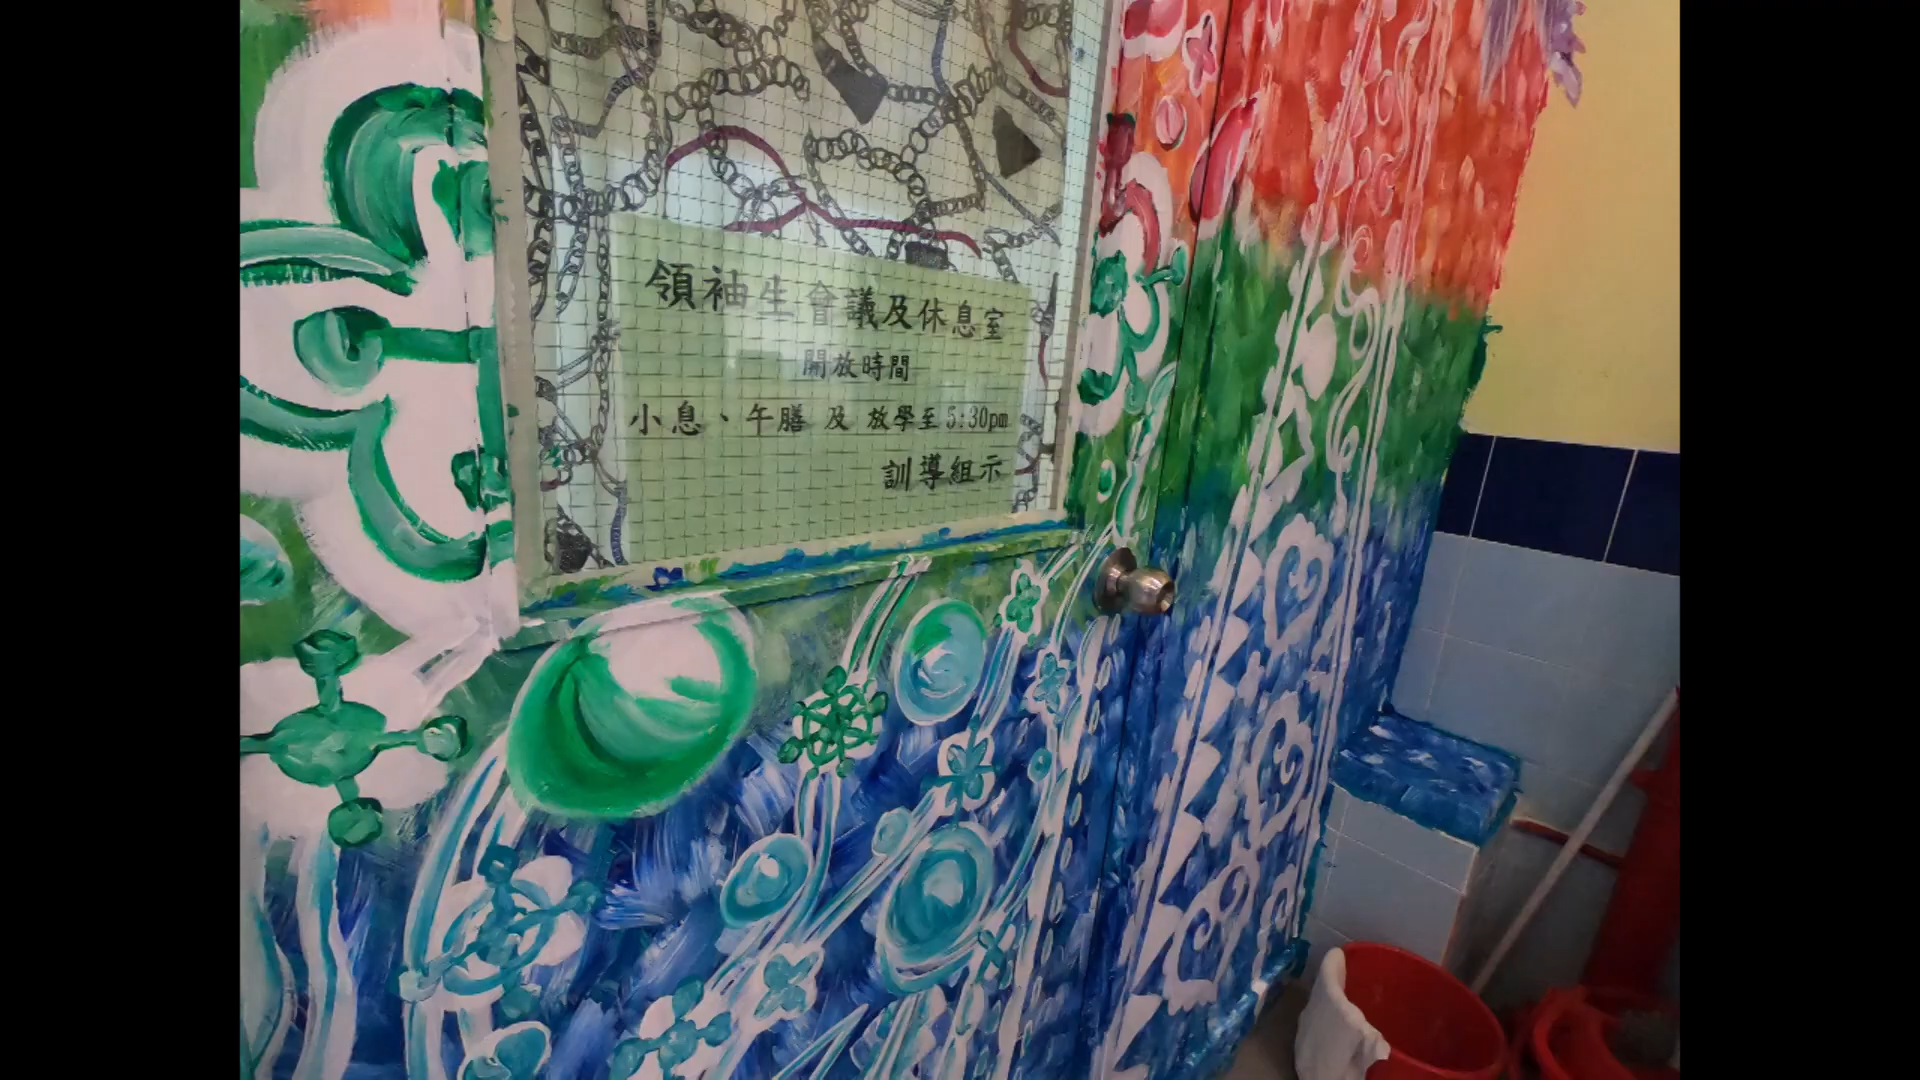 領袖生會議及休息室
開放時間
小息、午膳 及 放學至5:30pm
訓導組示